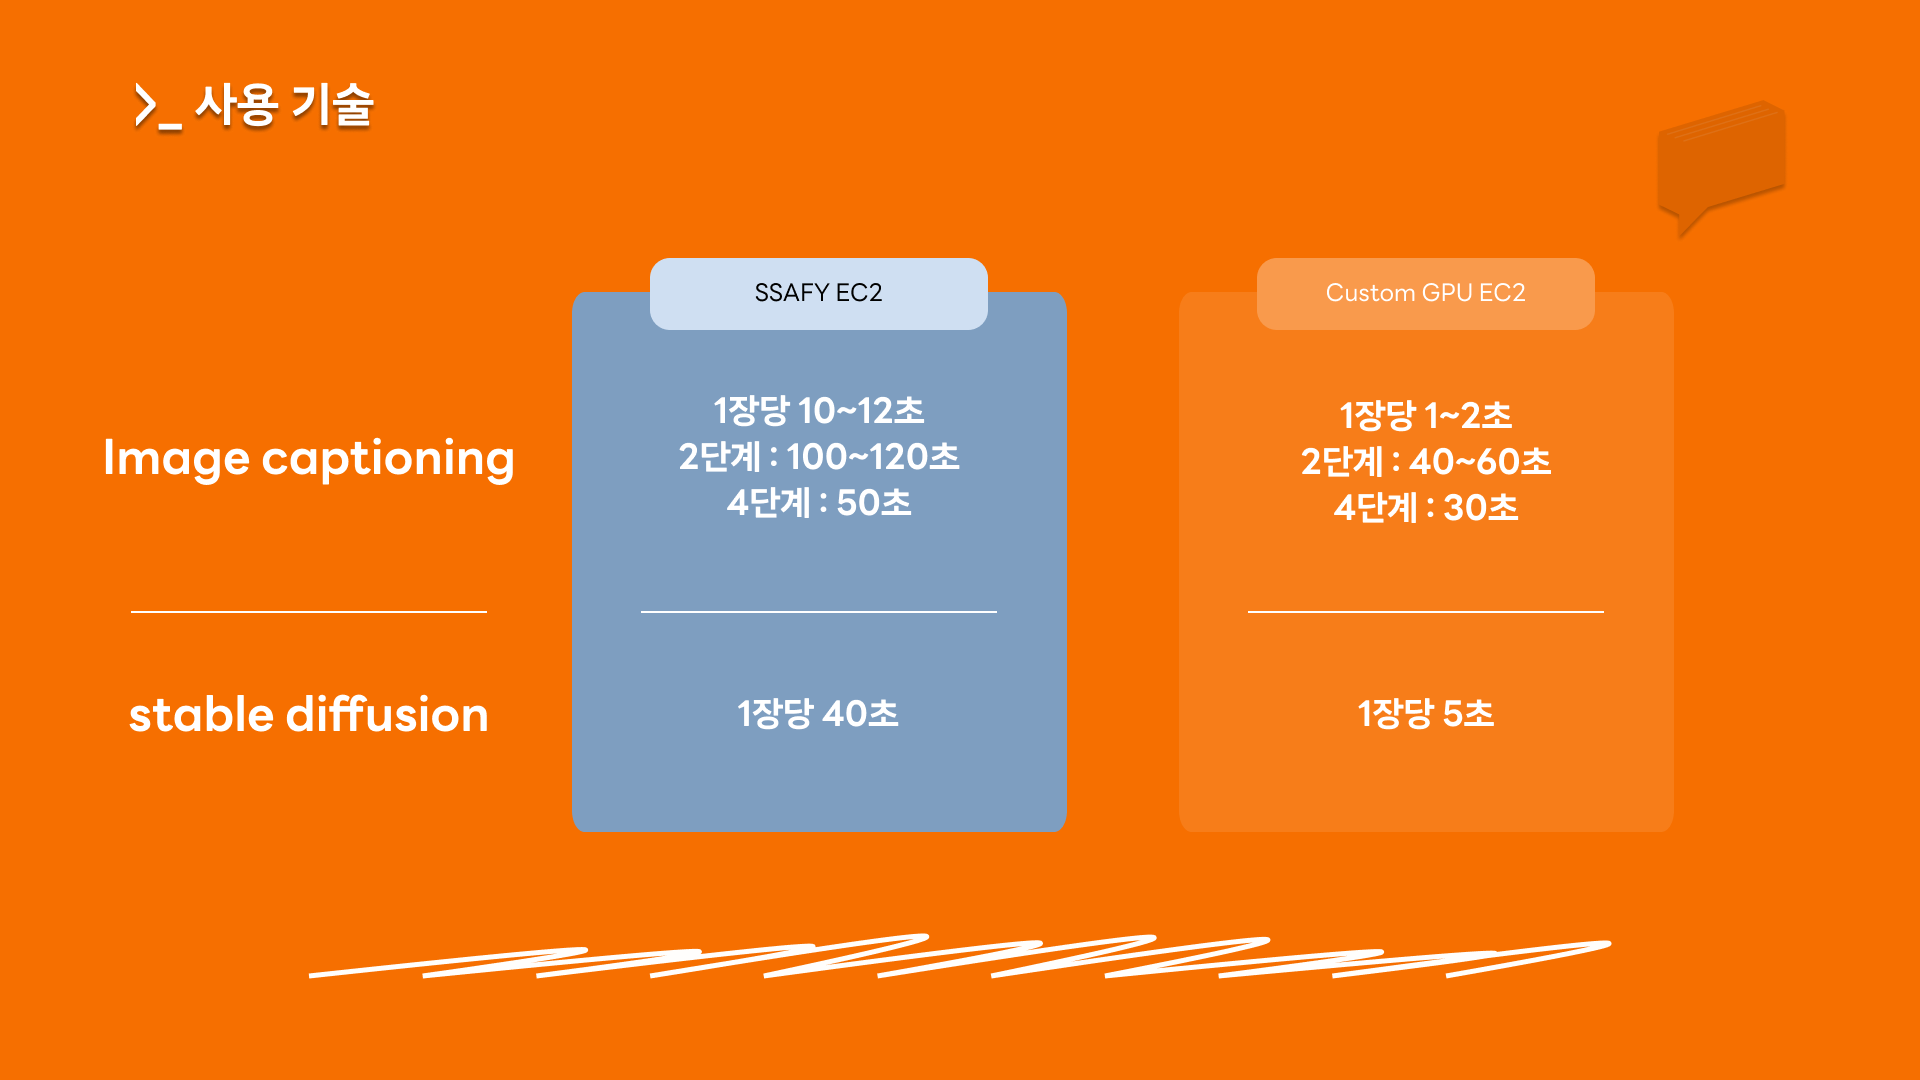 >_ 사용 기술
SSAFY EC2
Custom GPU EC2
Image captioning
1장당 10~12초
2단계 : 100~120초
4단계 : 50초
1장당 1~2초
2단계 : 40~60초
4단계 : 30초
stable diffusion
1장당 40초
1장당 5초